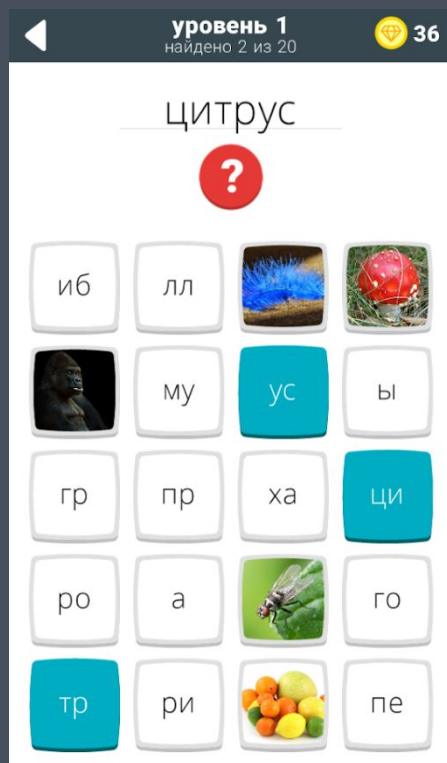 уровень 1
найдено 2 из 20
36
цитрус
?
иб лл
му ус ы
гр пр ха ци
ро а го
тр ри пе